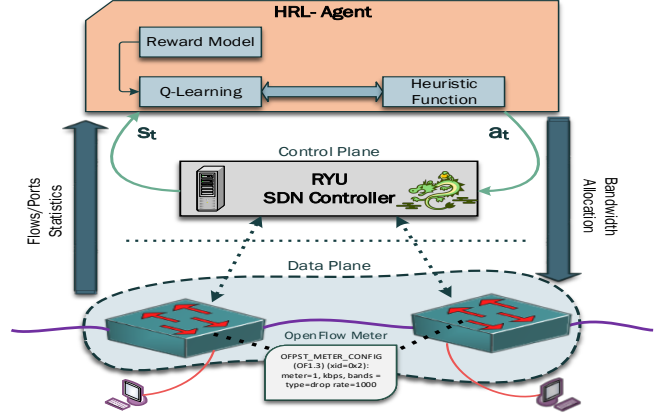 HRL- Agent
Reward Model
Q-Learning
Heuristic
Function
st
at
Control Plane
RYU
SDN Controller
Flows/Ports
Statistics
Bandwidth
Allocation
Data Plane
OpenFlow Meter
OFPST_METER_CONFIG
(OF1.3) (xid=0x2):
meter=1, kbps, bands =
type=drop rate=1000